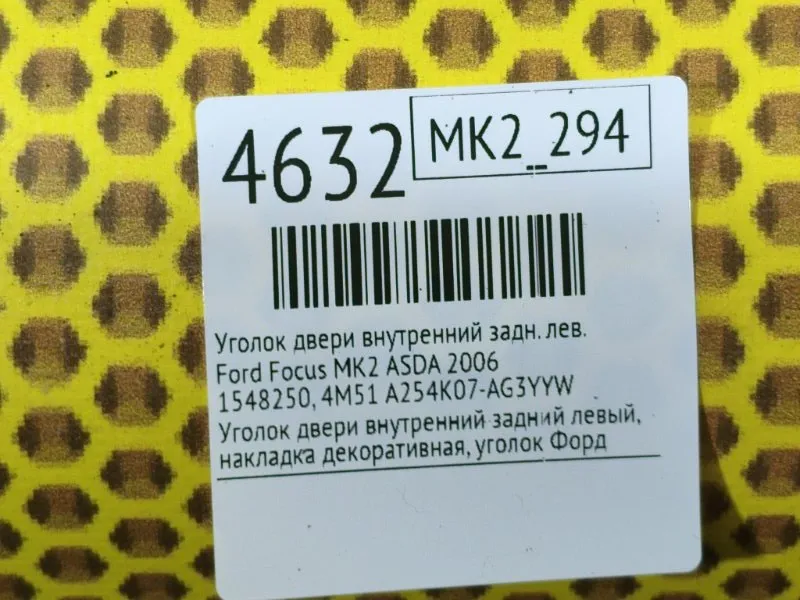 4632
MK2_294
Уголок двери внутренний задн. лев.
Ford Focus MK2 ASDA 2006
1548250, 4M51 A254K07-AG3YYW
Уголок двери внутренний задний левый,
накладка декоративная, уголок Форд